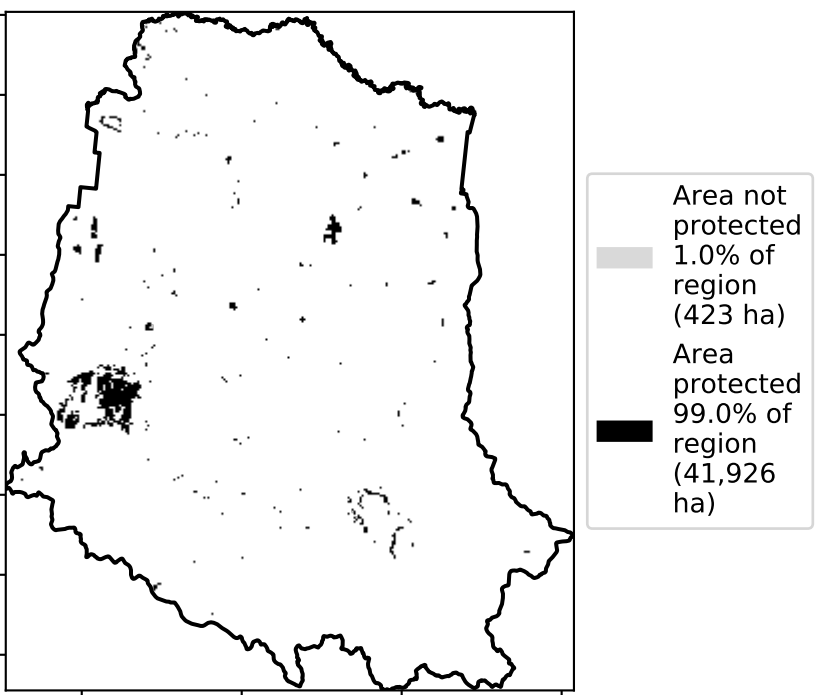 Area not
protected
1.0% of
region
(423 ha)
Area
protected
99.0% of
region
(41,926
ha)